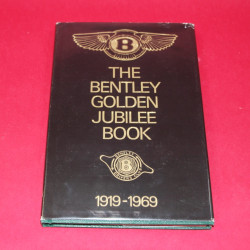 B
THE
BENTLEY
GOLDEN
JUBILEE
BOOK
B
1919-1969